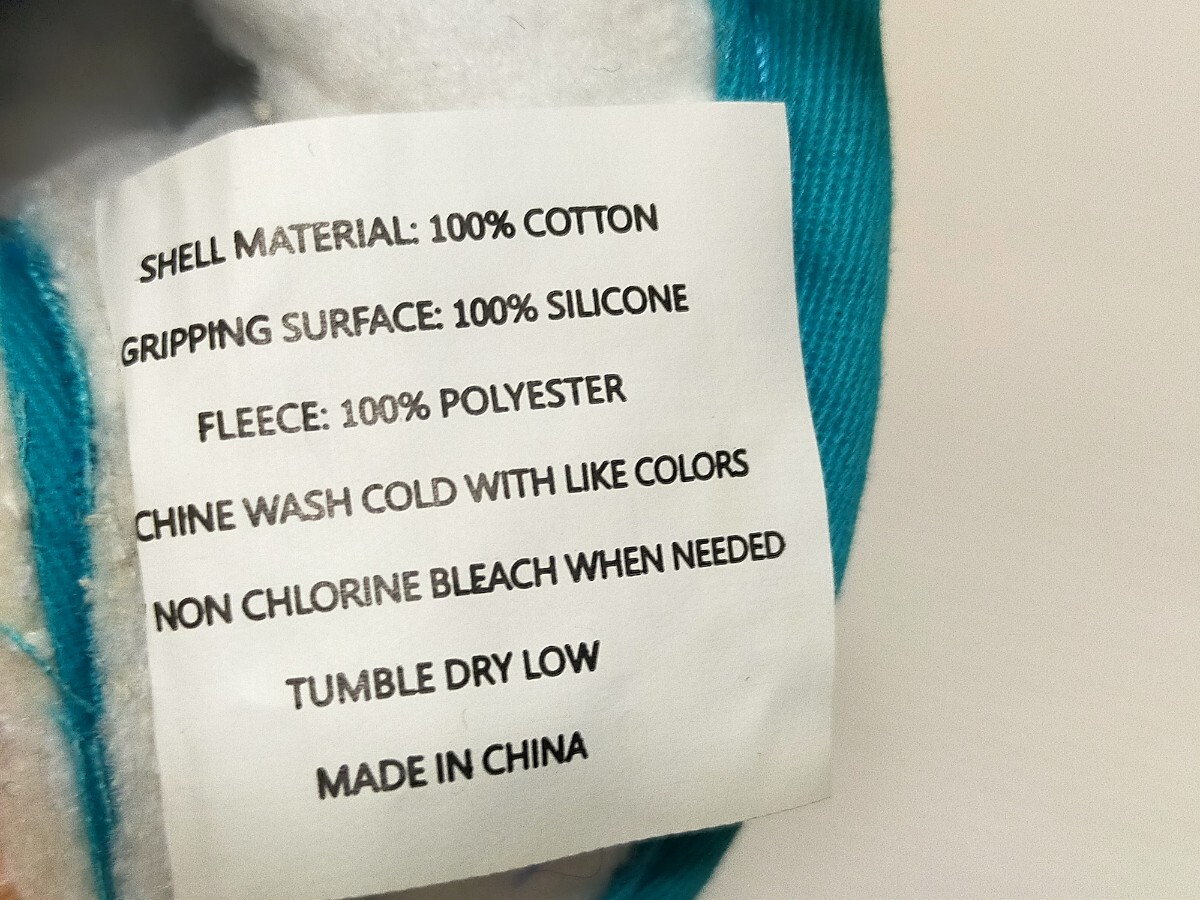 SHELL MATERIAL: 100% COTTON
GRIPPING SURFACE: 100% SILICONE
FLEECE: 100% POLYESTER
CHINE WASH COLD WITH LIKE COLORS
NON CHLORINE BLEACH WHEN NEEDED
TUMBLE DRY LOW
MADE IN CHINA